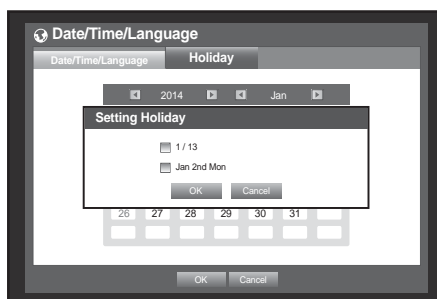 Date/Time/Language
Date/Time/Language Holiday
2014 Jan
Setting Holiday
1 / 13
Jan 2nd Mon
OK Cancel
26 27 28 29 30 31
OK Cancel